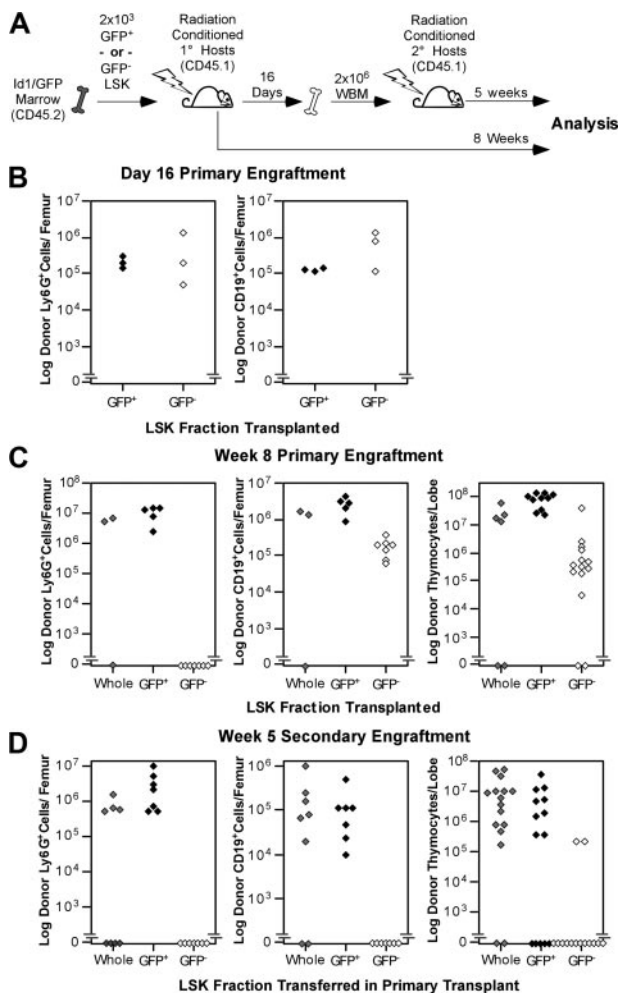 A
2x10³
GFP⁺
- or -
GFP⁻
LSK
Id1/GFP
Marrow
(CD45.2)
Radiation
Conditioned
1° Hosts
(CD45.1)
16
Days
2x10⁶
WBM
Radiation
Conditioned
2° Hosts
(CD45.1)
5 weeks
Analysis
8 Weeks
B
Day 16 Primary Engraftment
Log Donor Ly6G⁺Cells/ Femur
10⁷
10⁶
10⁵
10⁴
10³
0
GFP⁺ GFP⁻
Log Donor CD19⁺Cells/Femur
10⁷
10⁶
10⁵
10⁴
10³
0
GFP⁺ GFP⁻
LSK Fraction Transplanted
C
Week 8 Primary Engraftment
Log Donor Ly6G⁺Cells/Femur
10⁸
10⁷
10⁶
10⁵
10⁴
10³
0
Whole GFP⁺ GFP⁻
Log Donor CD19⁺Cells/Femur
10⁷
10⁶
10⁵
10⁴
10³
0
Whole GFP⁺ GFP⁻
Log Donor Thymocytes/Lobe
10⁸
10⁷
10⁶
10⁵
10⁴
10³
0
Whole GFP⁺ GFP⁻
LSK Fraction Transplanted
D
Week 5 Secondary Engraftment
Log Donor Ly6G⁺Cells/ Femur
10⁷
10⁶
10⁵
10⁴
10³
0
Whole GFP⁺ GFP⁻
Log Donor CD19⁺Cells/Femur
10⁶
10⁵
10⁴
10³
0
Whole GFP⁺ GFP⁻
Log Donor Thymocytes/Lobe
10⁸
10⁷
10⁶
10⁵
10⁴
10³
0
Whole GFP⁺ GFP⁻
LSK Fraction Transferred in Primary Transplant